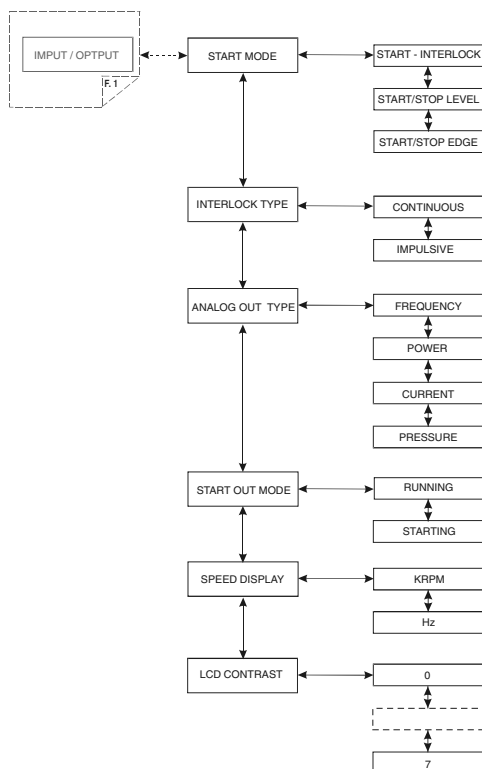 IMPUT / OPTPUT
F. 1
START MODE
START - INTERLOCK
START/STOP LEVEL
START/STOP EDGE
INTERLOCK TYPE
CONTINUOUS
IMPULSIVE
ANALOG OUT TYPE
FREQUENCY
POWER
CURRENT
PRESSURE
START OUT MODE
RUNNING
STARTING
SPEED DISPLAY
KRPM
Hz
LCD CONTRAST
0
7